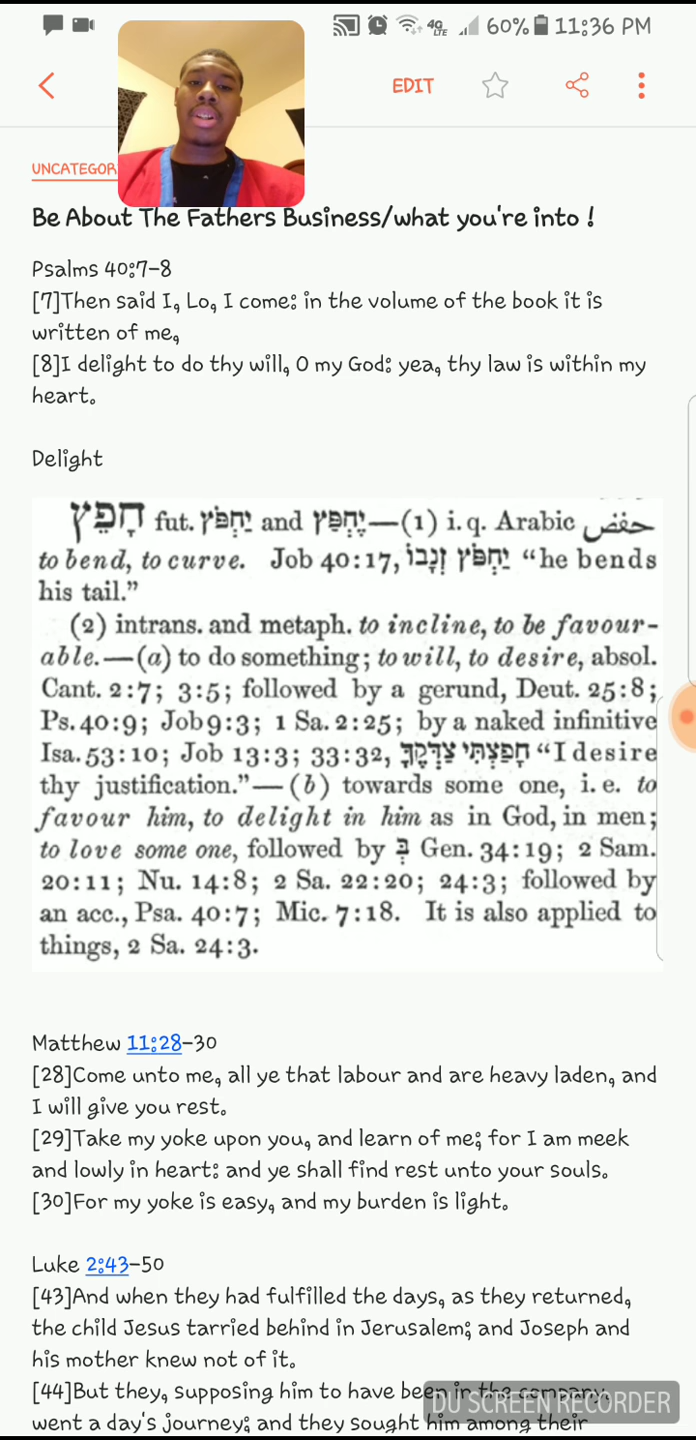 60% 11:36 PM
EDIT
UNCATEGOR
Be About The Fathers Business/what you're into !
Psalms 40:7-8
[7]Then said I, Lo, I come: in the volume of the book it is
written of me,
[8]I delight to do thy will, O my God: yea, thy law is within my
heart.
Delight
חָפֵץ fut. יַחְפֹּץ and יֶחְפַּץ—(1) i. q. Arabic حفض
to bend, to curve. Job 40:17, יַחְפֹּץ זְנָבוֹ “he bends
his tail.”
(2) intrans. and metaph. to incline, to be favour-
able.—(a) to do something; to will, to desire, absol.
Cant. 2:7; 3:5; followed by a gerund, Deut. 25:8;
Ps. 40:9; Job 9:3; 1 Sa. 2:25; by a naked infinitive
Isa. 53:10; Job 13:3; 33:32, חָפַצְתִּי צַדְּקֶךָּ “I desire
thy justification.”—(b) towards some one, i. e. to
favour him, to delight in him as in God, in men;
to love some one, followed by בְּ Gen. 34:19; 2 Sam.
20:11; Nu. 14:8; 2 Sa. 22:20; 24:3; followed by
an acc., Psa. 40:7; Mic. 7:18. It is also applied to
things, 2 Sa. 24:3.
Matthew 11:28-30
[28]Come unto me, all ye that labour and are heavy laden, and
I will give you rest.
[29]Take my yoke upon you, and learn of me; for I am meek
and lowly in heart: and ye shall find rest unto your souls.
[30]For my yoke is easy, and my burden is light.
Luke 2:43-50
[43]And when they had fulfilled the days, as they returned,
the child Jesus tarried behind in Jerusalem; and Joseph and
his mother knew not of it.
[44]But they, supposing him to have been in the company,
went a day's journey; and they sought him among their
DU SCREEN RECORDER